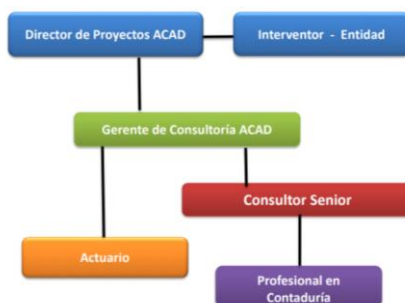 Director de Proyectos ACAD
Interventor - Entidad
Gerente de Consultoría ACAD
Consultor Senior
Actuario
Profesional en
Contaduría